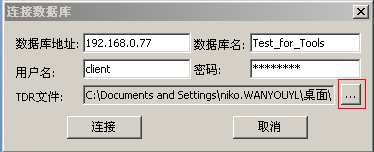 连接数据库
数据库地址: 192.168.0.77 数据库名: Test_for_Tools
用户名: client 密码: ********
TDR文件: C:\Documents and Settings\niko.WANYOUYL\桌面\ ...
连接 取消